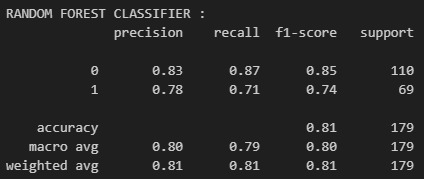 RANDOM FOREST CLASSIFIER :
precision recall f1-score support
0 0.83 0.87 0.85 110
1 0.78 0.71 0.74 69
accuracy 0.81 179
macro avg 0.80 0.79 0.80 179
weighted avg 0.81 0.81 0.81 179